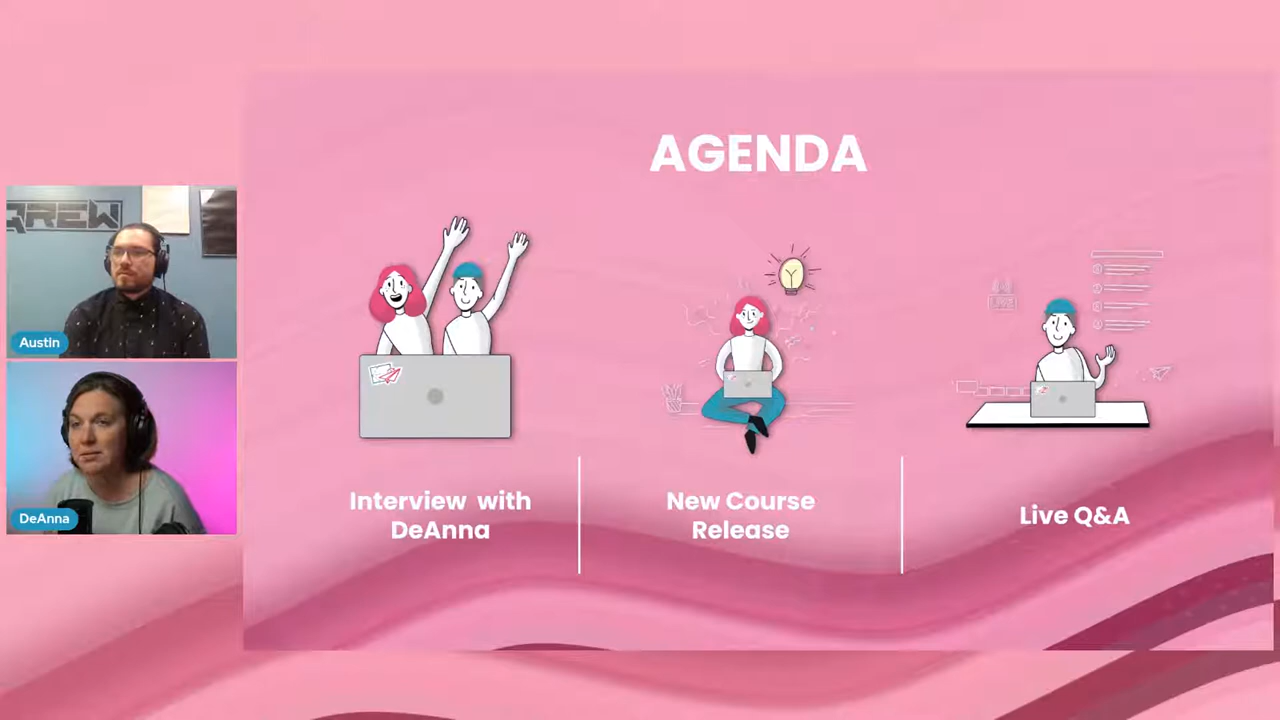 AGENDA
QREW
Austin
DeAnna
Interview with
DeAnna
New Course
Release
Live Q&A